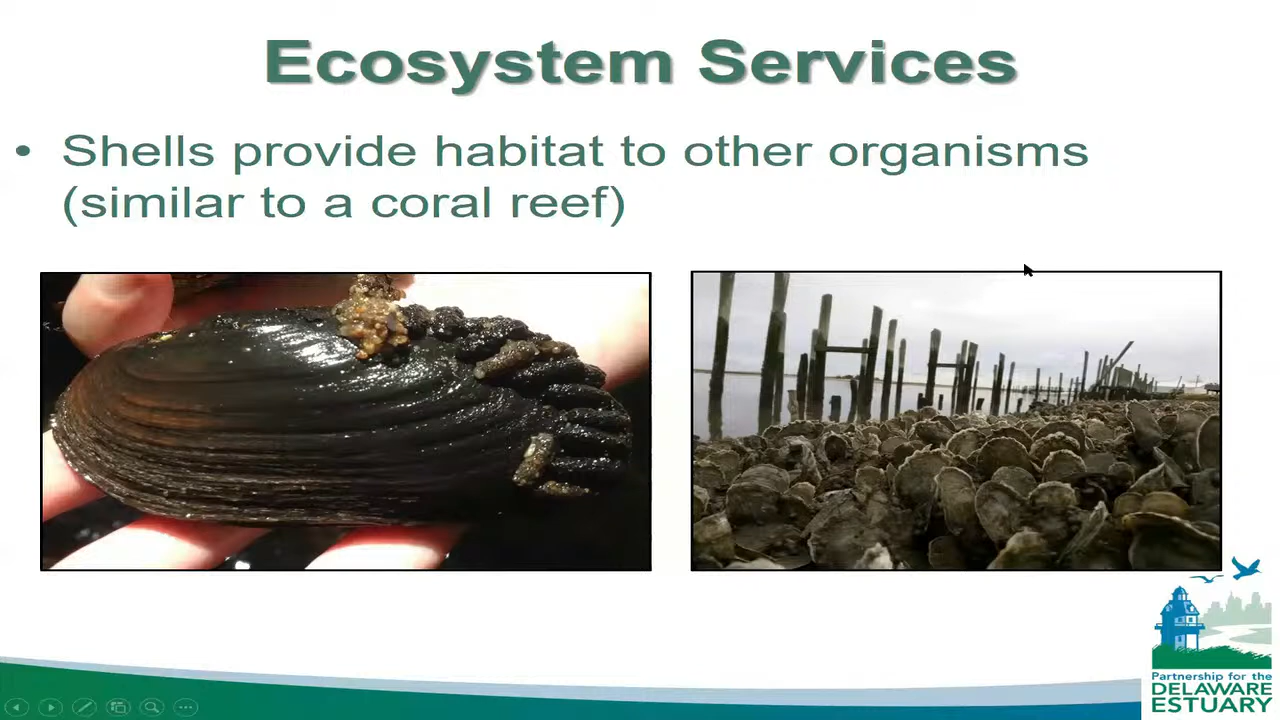 Ecosystem Services
• Shells provide habitat to other organisms
(similar to a coral reef)
Partnership for the
DELAWARE
ESTUARY